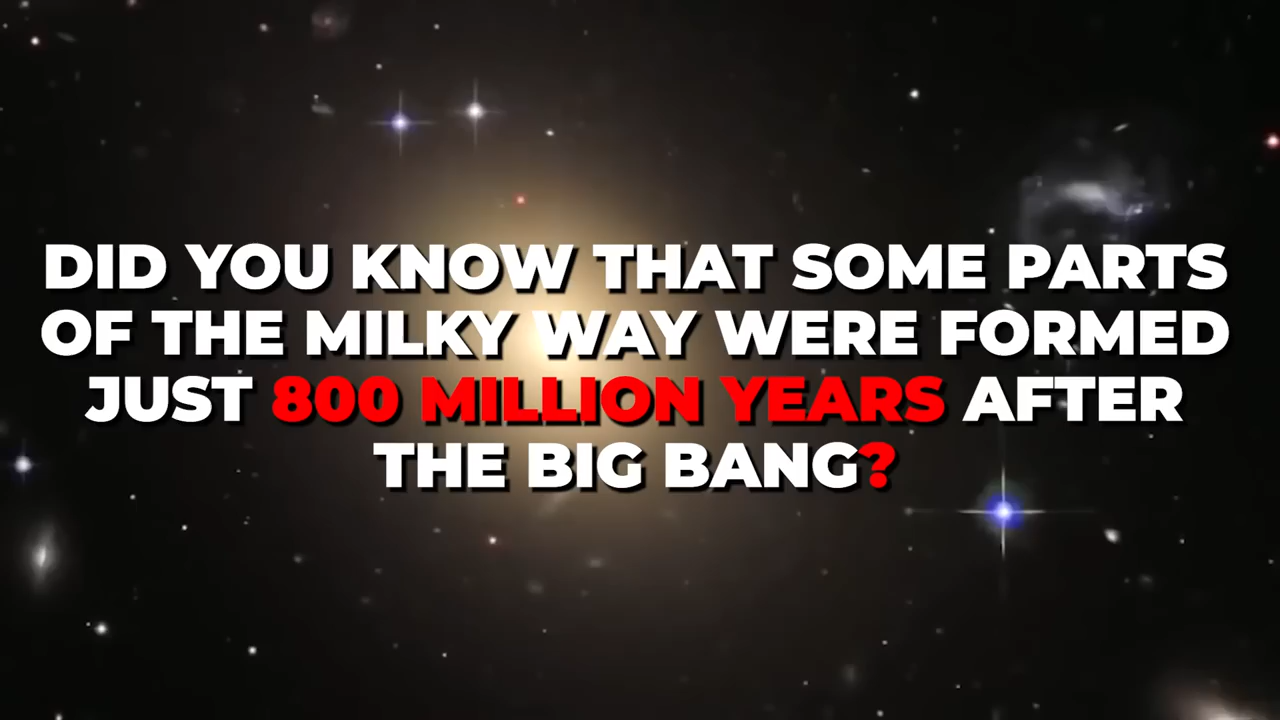 DID YOU KNOW THAT SOME PARTS
OF THE MILKY WAY WERE FORMED
JUST 800 MILLION YEARS AFTER
THE BIG BANG?